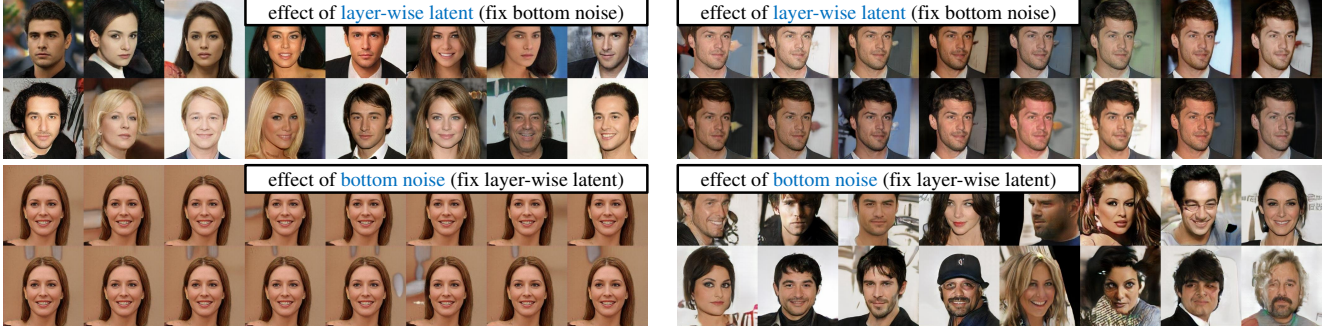 effect of layer-wise latent (fix bottom noise)
effect of layer-wise latent (fix bottom noise)
effect of bottom noise (fix layer-wise latent)
effect of bottom noise (fix layer-wise latent)